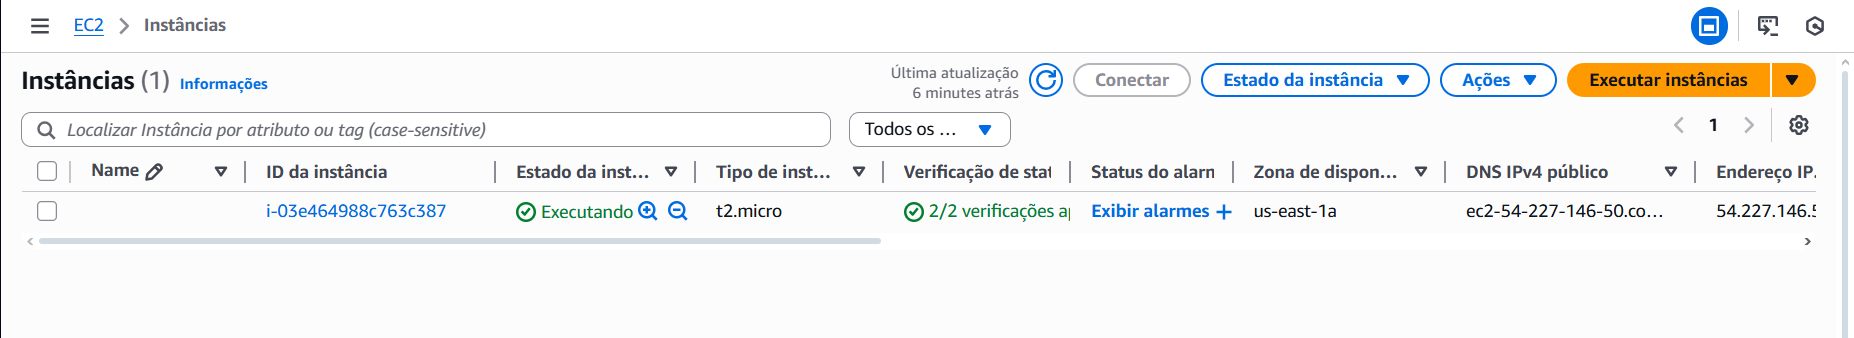 EC2 Instâncias
Instâncias (1) Informações
Última atualização
6 minutes atrás
Conectar
Estado da instância
Ações
Executar instâncias
Localizar Instância por atributo ou tag (case-sensitive)
Todos os ...
1
Name ID da instância Estado da inst... Tipo de inst... Verificação de stat Status do alarn Zona de dispon... DNS IPv4 público Endereço IP.
i-03e464988c763c387 Executando t2.micro 2/2 verificações a Exibir alarmes + us-east-1a ec2-54-227-146-50.co... 54.227.146.5